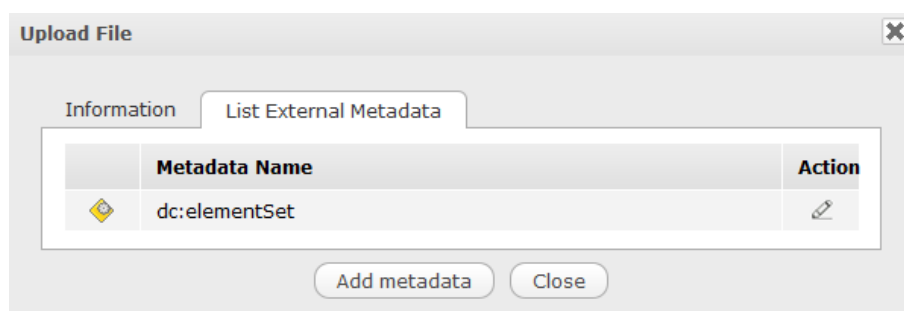 Upload File
Information List External Metadata
Metadata Name Action
dc:elementSet
Add metadata Close